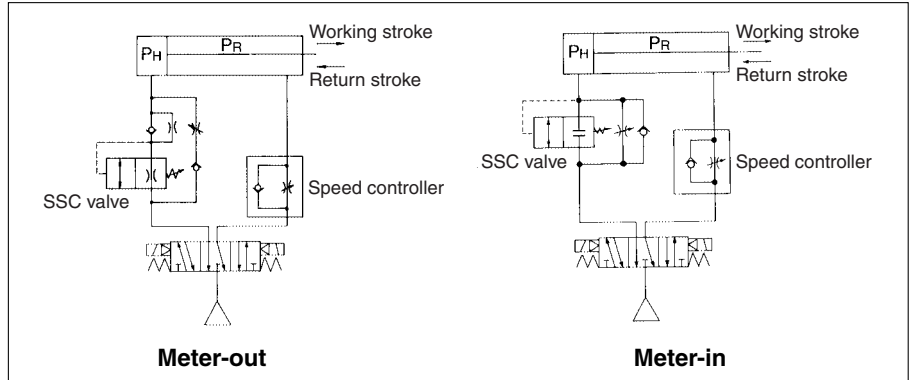 PH
PR
Working stroke
Return stroke
SSC valve
Speed controller
Meter-out
PH
PR
Working stroke
Return stroke
SSC valve
Speed controller
Meter-in